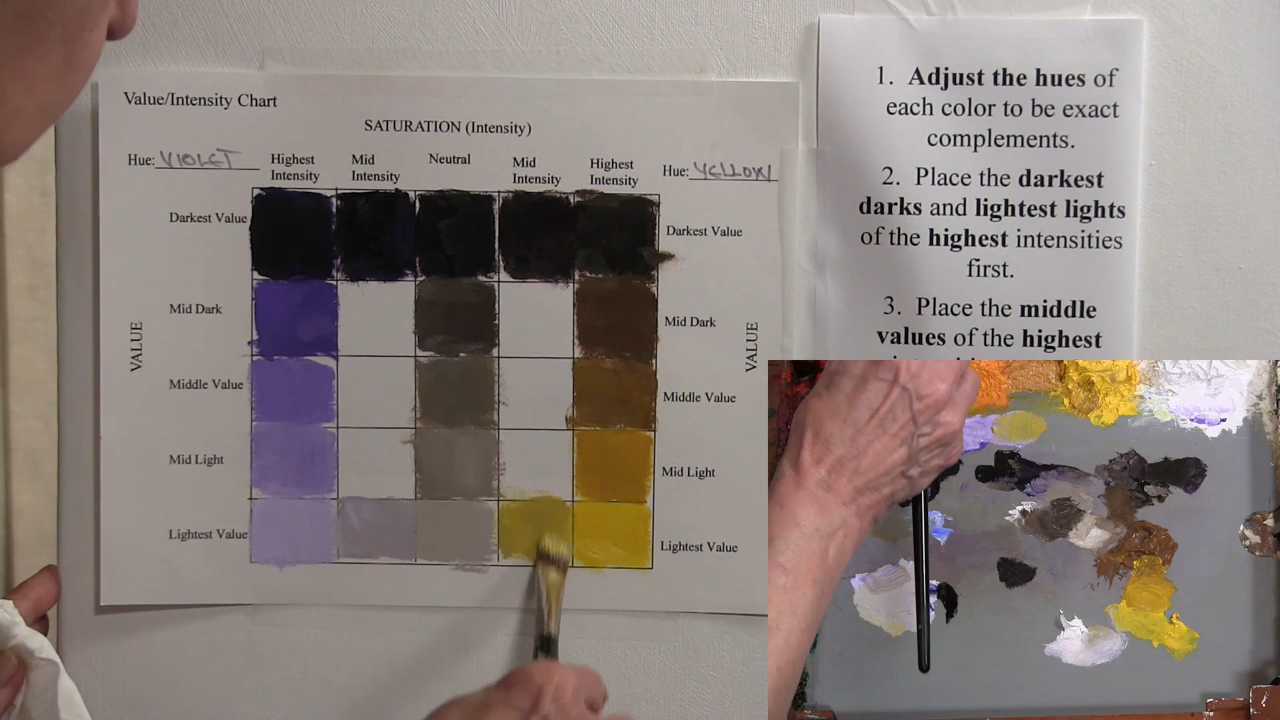 Value/Intensity Chart
SATURATION (Intensity)
Hue: VIOLET
Highest Intensity
Mid Intensity
Neutral
Mid Intensity
Highest Intensity
Hue: YELLOW
Darkest Value
Darkest Value
Mid Dark
Mid Dark
VALUE
VALUE
Middle Value
Middle Value
Mid Light
Mid Light
Lightest Value
Lightest Value
1. Adjust the hues of
each color to be exact
complements.
2. Place the darkest
darks and lightest lights
of the highest intensities
first.
3. Place the middle
values of the highest